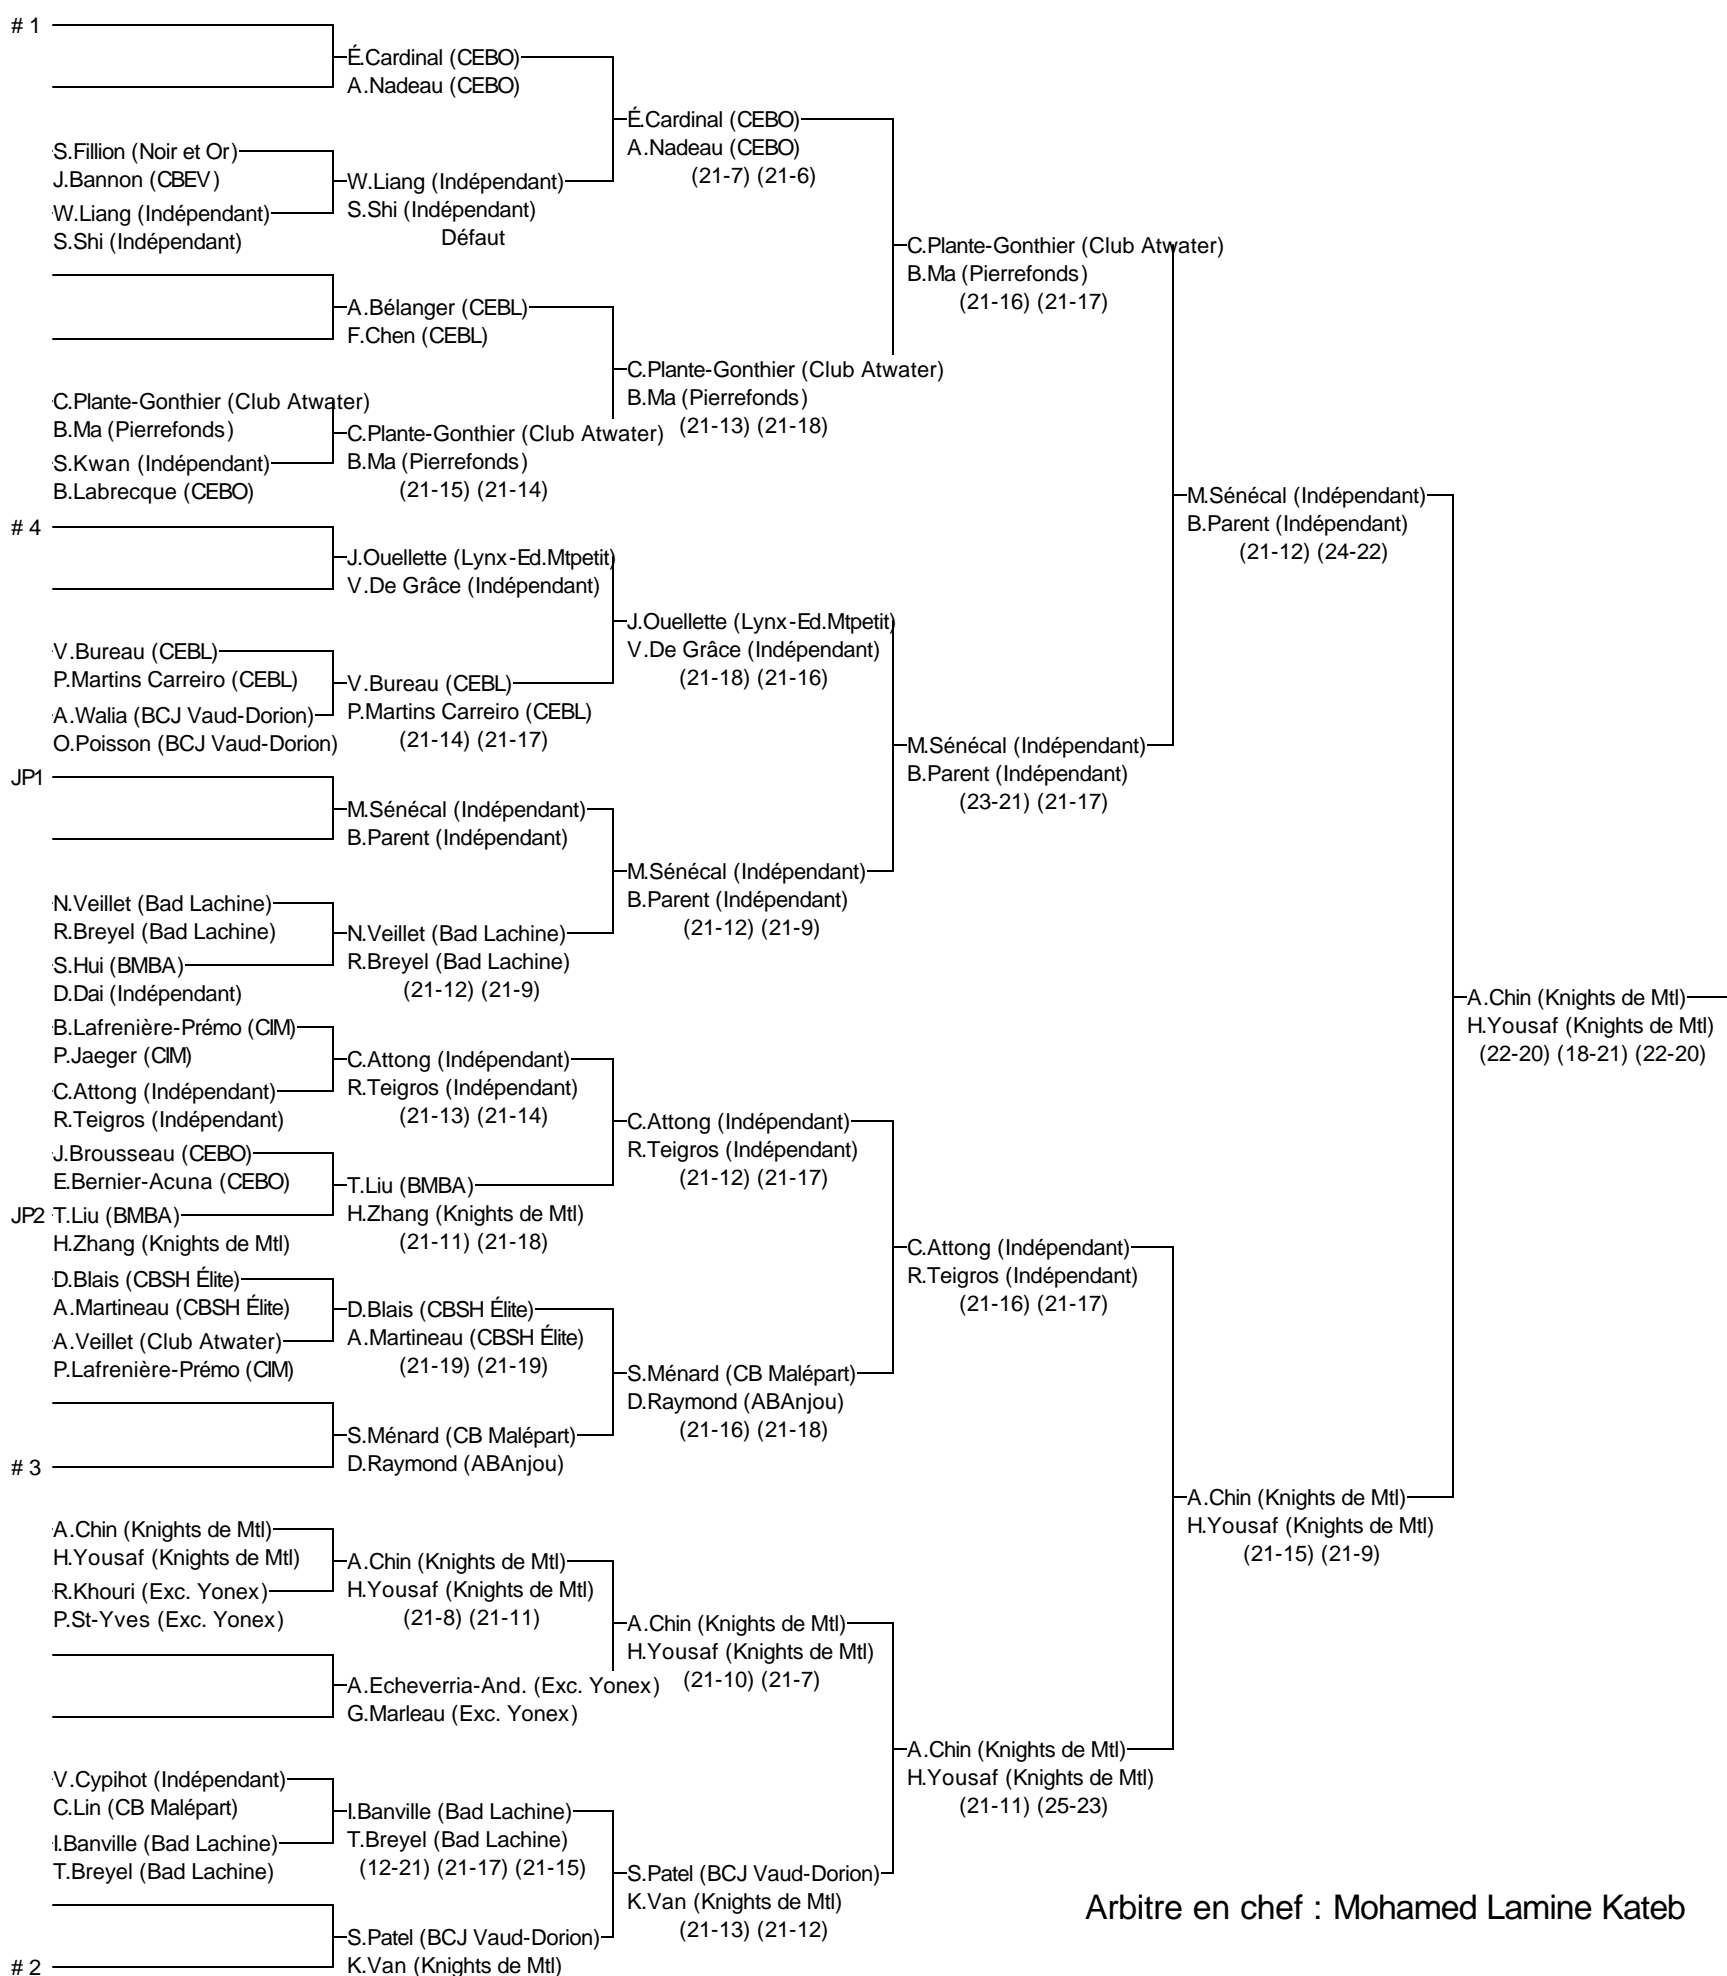 # 1
É.Cardinal (CEBO)
A.Nadeau (CEBO)
É.Cardinal (CEBO)
A.Nadeau (CEBO)
(21-7) (21-6)
S.Fillion (Noir et Or)
J.Bannon (CBEV)
W.Liang (Indépendant)
S.Shi (Indépendant)
Défaut
W.Liang (Indépendant)
S.Shi (Indépendant)
C.Plante-Gonthier (Club Atwater)
B.Ma (Pierrefonds)
(21-16) (21-17)
A.Bélanger (CEBL)
F.Chen (CEBL)
C.Plante-Gonthier (Club Atwater)
B.Ma (Pierrefonds)
(21-13) (21-18)
C.Plante-Gonthier (Club Atwater)
B.Ma (Pierrefonds)
C.Plante-Gonthier (Club Atwater)
B.Ma (Pierrefonds)
(21-15) (21-14)
S.Kwan (Indépendant)
B.Labrecque (CEBO)
M.Sénécal (Indépendant)
B.Parent (Indépendant)
(21-12) (24-22)
# 4
J.Ouellette (Lynx-Ed.Mtpetit)
V.De Grâce (Indépendant)
J.Ouellette (Lynx-Ed.Mtpetit)
V.De Grâce (Indépendant)
(21-18) (21-16)
V.Bureau (CEBL)
P.Martins Carreiro (CEBL)
V.Bureau (CEBL)
P.Martins Carreiro (CEBL)
(21-14) (21-17)
A.Walia (BCJ Vaud-Dorion)
O.Poisson (BCJ Vaud-Dorion)
M.Sénécal (Indépendant)
B.Parent (Indépendant)
(23-21) (21-17)
JP1
M.Sénécal (Indépendant)
B.Parent (Indépendant)
M.Sénécal (Indépendant)
B.Parent (Indépendant)
(21-12) (21-9)
N.Veillet (Bad Lachine)
R.Breyel (Bad Lachine)
N.Veillet (Bad Lachine)
R.Breyel (Bad Lachine)
(21-12) (21-9)
S.Hui (BMBA)
D.Dai (Indépendant)
A.Chin (Knights de Mtl)
H.Yousaf (Knights de Mtl)
(22-20) (18-21) (22-20)
B.Lafrenière-Prémo (CIM)
P.Jaeger (CIM)
C.Attong (Indépendant)
R.Teigros (Indépendant)
(21-13) (21-14)
C.Attong (Indépendant)
R.Teigros (Indépendant)
C.Attong (Indépendant)
R.Teigros (Indépendant)
(21-12) (21-17)
J.Brousseau (CEBO)
E.Bernier-Acuna (CEBO)
T.Liu (BMBA)
H.Zhang (Knights de Mtl)
(21-11) (21-18)
JP2
T.Liu (BMBA)
H.Zhang (Knights de Mtl)
C.Attong (Indépendant)
R.Teigros (Indépendant)
(21-16) (21-17)
D.Blais (CBSH Élite)
A.Martineau (CBSH Élite)
D.Blais (CBSH Élite)
A.Martineau (CBSH Élite)
(21-19) (21-19)
A.Veillet (Club Atwater)
P.Lafrenière-Prémo (CIM)
S.Ménard (CB Malépart)
D.Raymond (ABAnjou)
(21-16) (21-18)
S.Ménard (CB Malépart)
D.Raymond (ABAnjou)
# 3
A.Chin (Knights de Mtl)
H.Yousaf (Knights de Mtl)
(21-15) (21-9)
A.Chin (Knights de Mtl)
H.Yousaf (Knights de Mtl)
A.Chin (Knights de Mtl)
H.Yousaf (Knights de Mtl)
(21-8) (21-11)
R.Khouri (Exc. Yonex)
P.St-Yves (Exc. Yonex)
A.Chin (Knights de Mtl)
H.Yousaf (Knights de Mtl)
(21-10) (21-7)
A.Echeverria-And. (Exc. Yonex)
G.Marleau (Exc. Yonex)
A.Chin (Knights de Mtl)
H.Yousaf (Knights de Mtl)
(21-11) (25-23)
V.Cypihot (Indépendant)
C.Lin (CB Malépart)
I.Banville (Bad Lachine)
T.Breyel (Bad Lachine)
(12-21) (21-17) (21-15)
I.Banville (Bad Lachine)
T.Breyel (Bad Lachine)
S.Patel (BCJ Vaud-Dorion)
K.Van (Knights de Mtl)
(21-13) (21-12)
Arbitre en chef : Mohamed Lamine Kateb
S.Patel (BCJ Vaud-Dorion)
K.Van (Knights de Mtl)
# 2